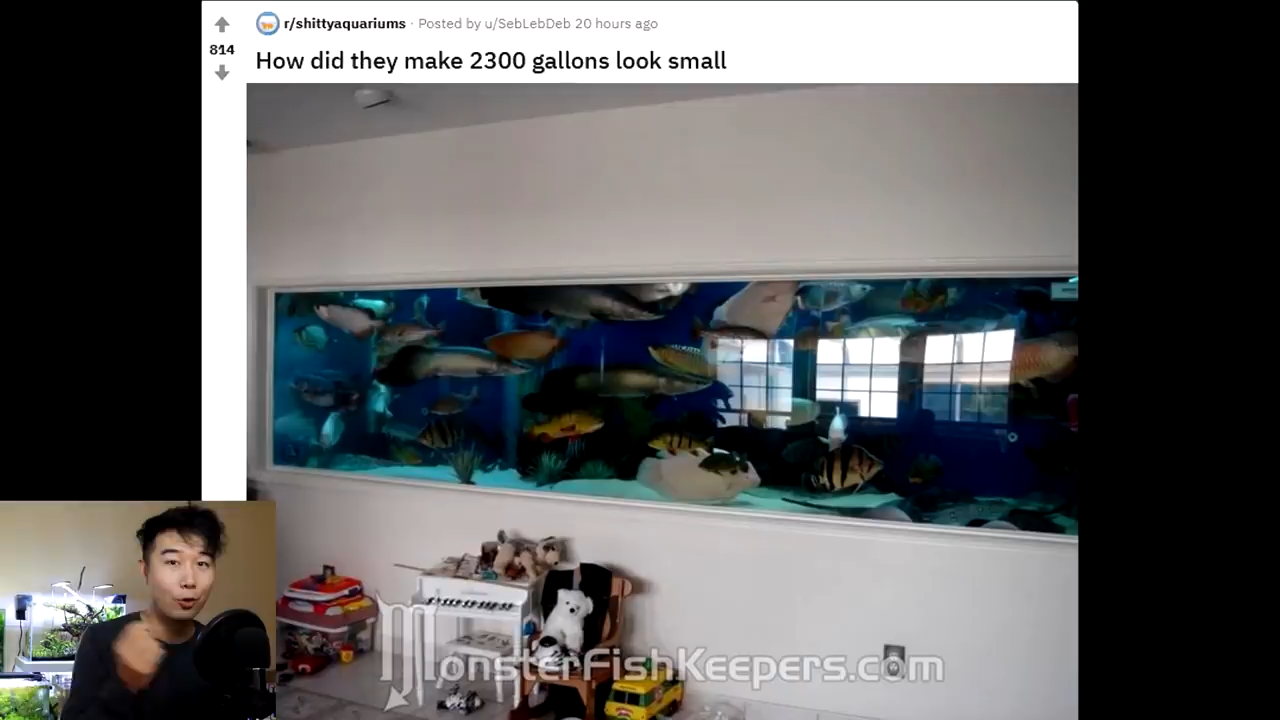 r/shittyaquariums · Posted by u/SebLebDeb 20 hours ago
814
How did they make 2300 gallons look small
MonsterFishKeepers.com